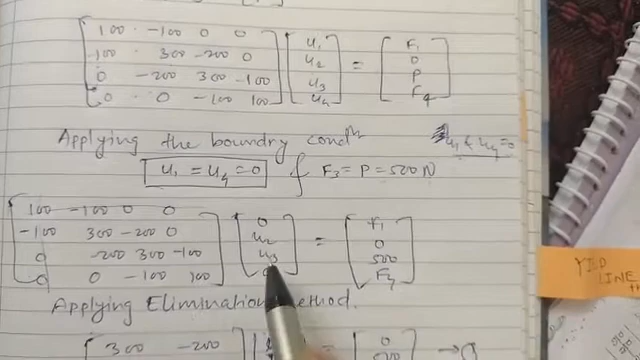 [100 -100 0 0] [u1] = [F1]
[-100 300 -200 0] [u2] [0]
[0 -200 300 -100] [u3] [P]
[0 0 -100 100] [u4] [F4]
Applying the boundry condn u1 & u4 = 0
u1 = u4 = 0 { F3 = P = 500 N
[100 -100 0 0] [0] = [F1]
[-100 300 -200 0] [u2] [0]
[0 -200 300 -100] [u3] [500]
[0 0 -100 100] [F4]
Applying Elimination method.
[300 -200] [0]
YIELD
LINE